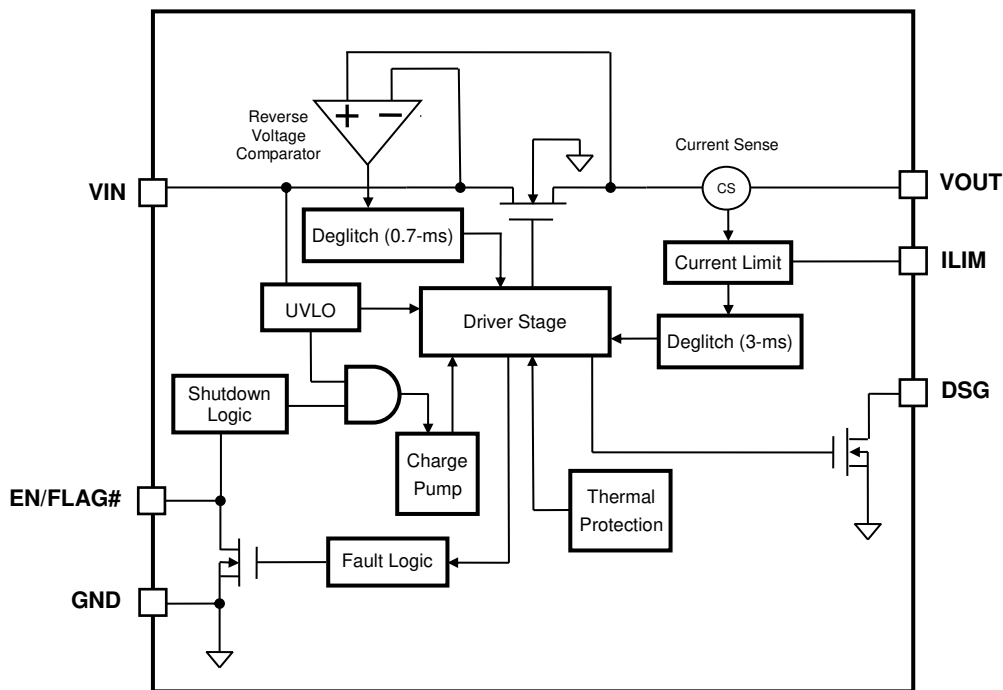 Reverse
Voltage
Comparator
+
−
Current Sense
VIN
CS
VOUT
Deglitch (0.7-ms)
Current Limit
ILIM
UVLO
Driver Stage
Deglitch (3-ms)
Shutdown
Logic
DSG
Charge
Pump
EN/FLAG#
Thermal
Protection
Fault Logic
GND